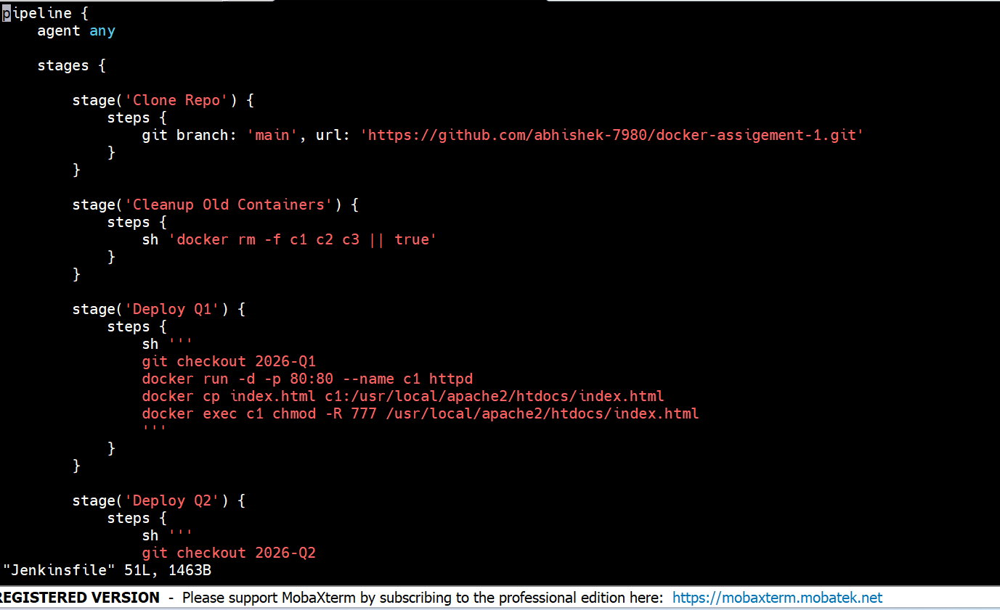 pipeline {
    agent any

    stages {

        stage('Clone Repo') {
            steps {
                git branch: 'main', url: 'https://github.com/abhishek-7980/docker-assigement-1.git'
            }
        }

        stage('Cleanup Old Containers') {
            steps {
                sh 'docker rm -f c1 c2 c3 || true'
            }
        }

        stage('Deploy Q1') {
            steps {
                sh '''
                git checkout 2026-Q1
                docker run -d -p 80:80 --name c1 httpd
                docker cp index.html c1:/usr/local/apache2/htdocs/index.html
                docker exec c1 chmod -R 777 /usr/local/apache2/htdocs/index.html
                '''
            }
        }

        stage('Deploy Q2') {
            steps {
                sh '''
                git checkout 2026-Q2
"Jenkinsfile" 51L, 1463B
REGISTERED VERSION - Please support MobaXterm by subscribing to the professional edition here: https://mobaxterm.mobatek.net